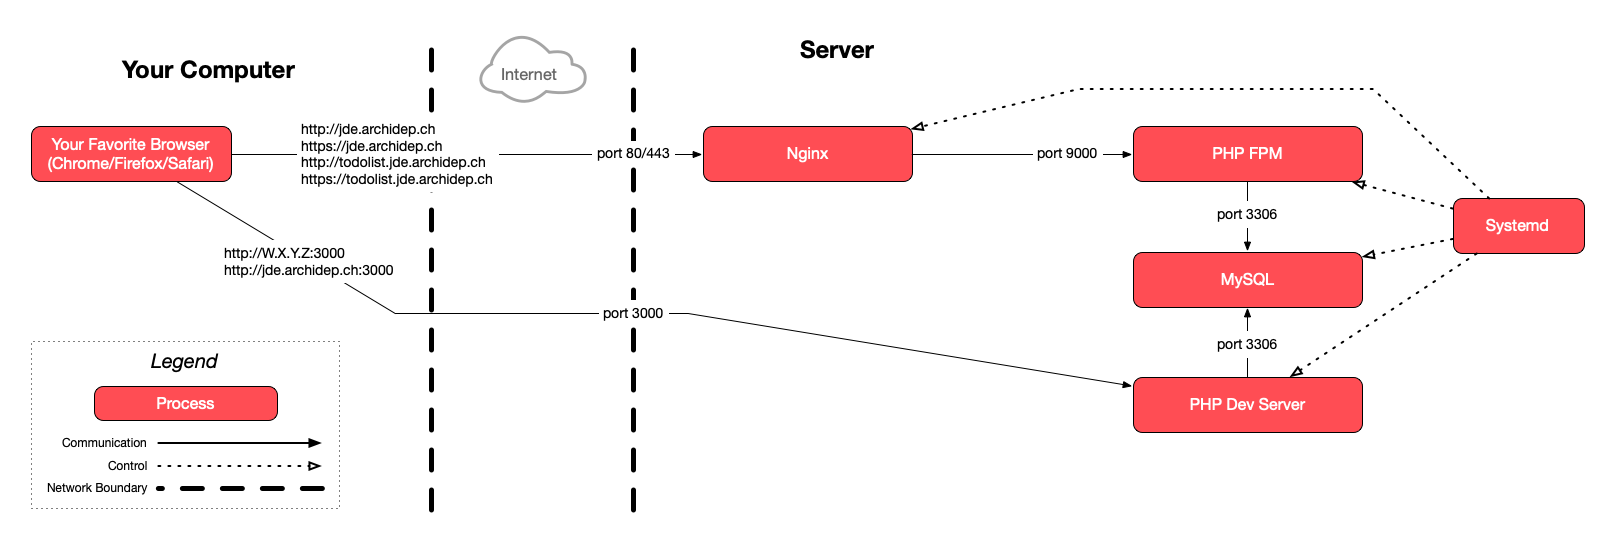 Your Computer
Internet
Server
Your Favorite Browser
(Chrome/Firefox/Safari)
http://jde.archidep.ch
https://jde.archidep.ch
http://todolist.jde.archidep.ch
https://todolist.jde.archidep.ch
port 80/443
Nginx
port 9000
PHP FPM
port 3306
Systemd
http://W.X.Y.Z:3000
http://jde.archidep.ch:3000
MySQL
port 3000
port 3306
PHP Dev Server
Legend
Process
Communication
Control
Network Boundary